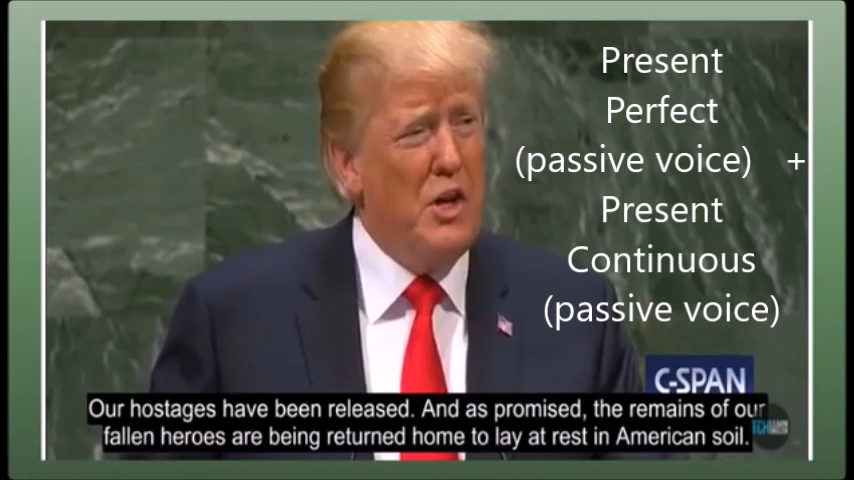 Present
Perfect
(passive voice) +
Present
Continuous
(passive voice)
C-SPAN
Our hostages have been released. And as promised, the remains of our
fallen heroes are being returned home to lay at rest in American soil.